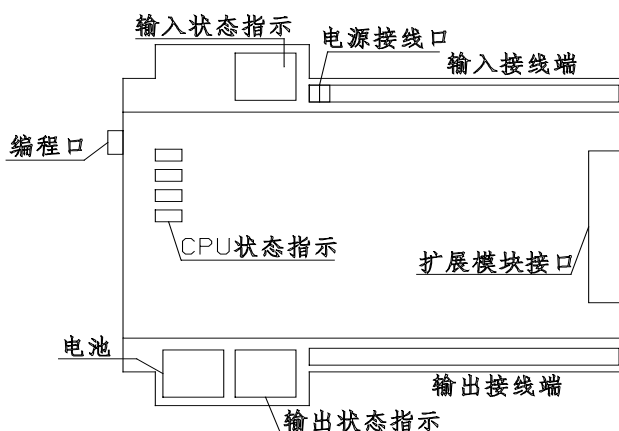 输入状态指示
电源接线口
输入接线端
编程口
CPU状态指示
扩展模块接口
电池
输出接线端
输出状态指示